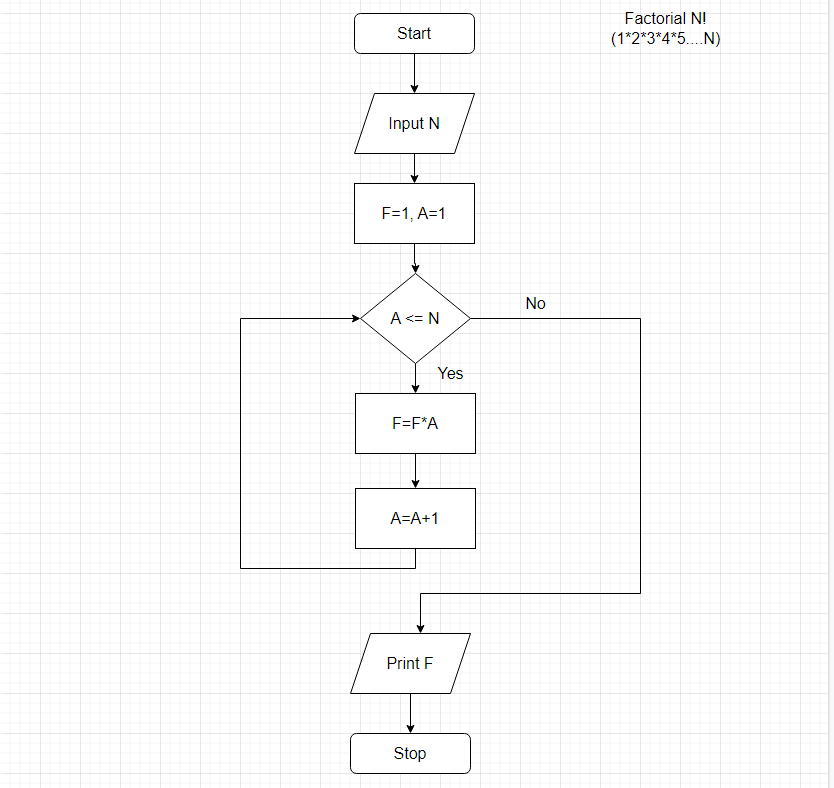 Factorial N!
(1*2*3*4*5....N)
Start
Input N
F=1, A=1
A <= N
No
Yes
F=F*A
A=A+1
Print F
Stop